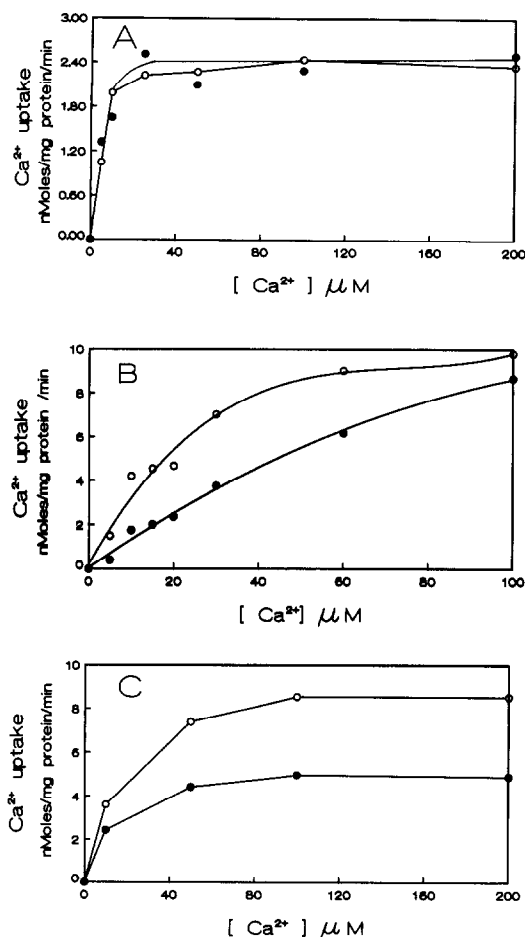 A
Ca²⁺ uptake
nMoles/mg protein/min
3.00
2.40
1.80
1.20
0.60
0.00
0 40 80 120 160 200
[ Ca²⁺ ] μM
B
Ca²⁺ uptake
nMoles/mg protein /min
10
8
6
4
2
0
0 20 40 60 80 100
[ Ca²⁺] μM
C
Ca²⁺ uptake
nMoles/mg protein/min
10
8
6
4
2
0
0 40 80 120 160 200
[ Ca²⁺ ] μM